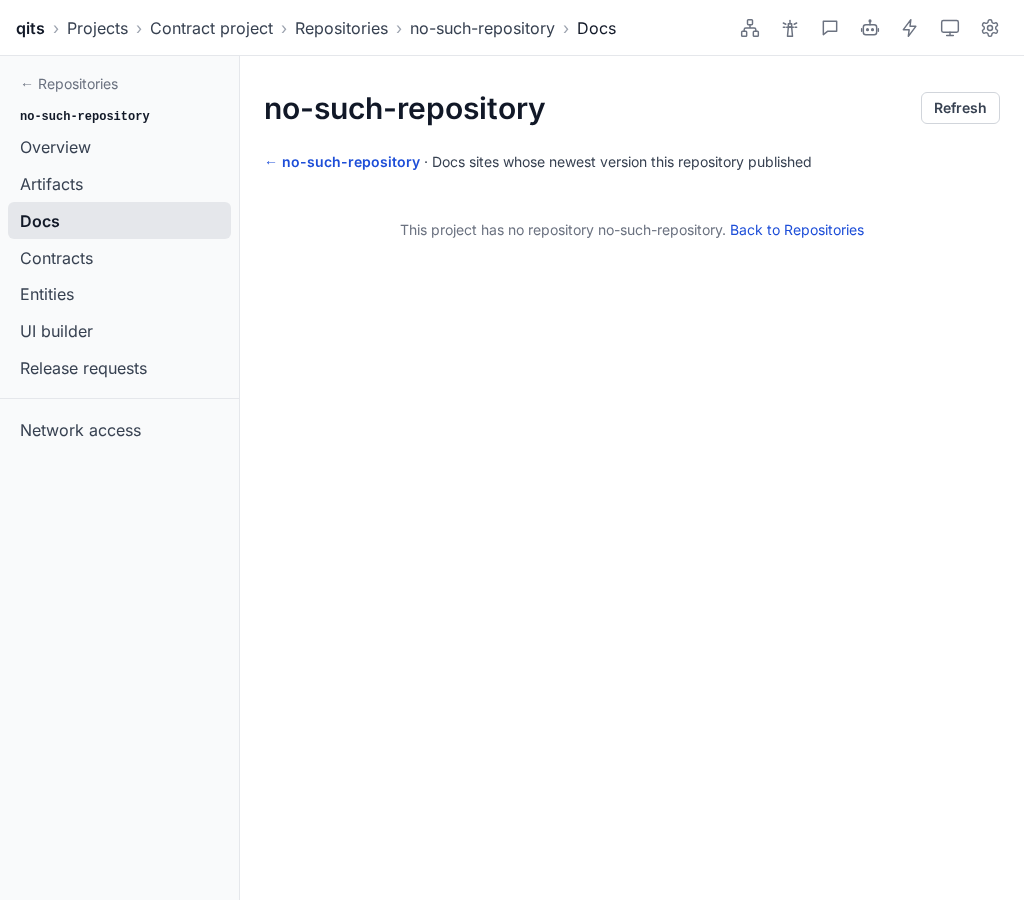 qits › Projects › Contract project › Repositories › no-such-repository › Docs
← Repositories
no-such-repository
Overview
Artifacts
Docs
Contracts
Entities
UI builder
Release requests
Network access
no-such-repository
Refresh
← no-such-repository · Docs sites whose newest version this repository published
This project has no repository no-such-repository. Back to Repositories